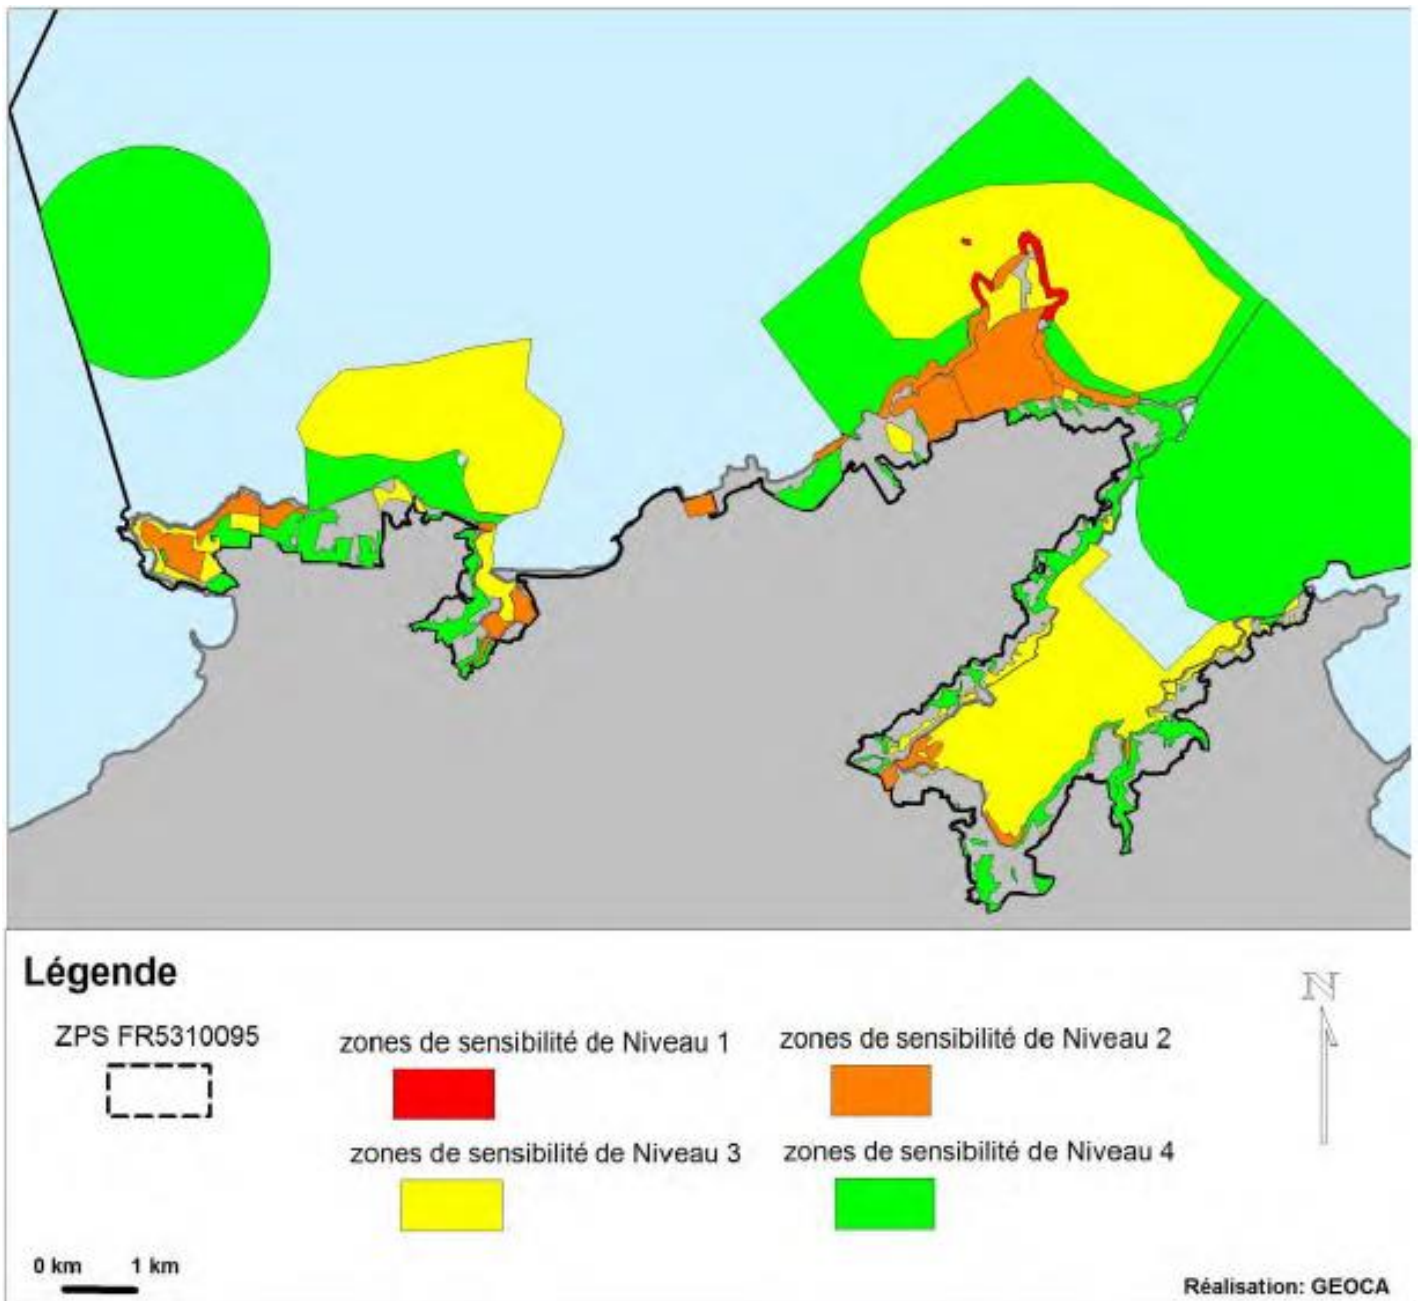 Légende
ZPS FR5310095
zones de sensibilité de Niveau 1
zones de sensibilité de Niveau 2
zones de sensibilité de Niveau 3
zones de sensibilité de Niveau 4
N
0 km 1 km
Réalisation: GEOCA